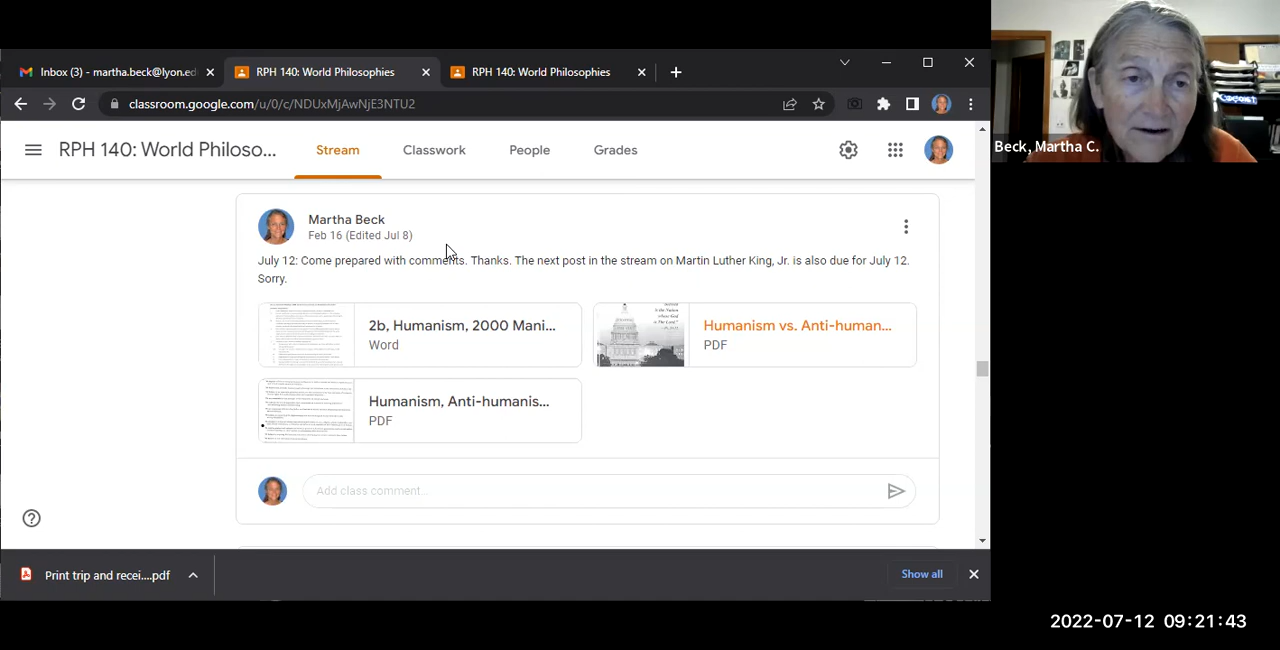 Inbox (3) - martha.beck@lyon.ed
RPH 140: World Philosophies
RPH 140: World Philosophies
classroom.google.com/u/0/c/NDUxMjAwNjE3NTU2
RPH 140: World Philoso...
Stream
Classwork
People
Grades
Beck, Martha C.
Martha Beck
Feb 16 (Edited Jul 8)
July 12: Come prepared with comments. Thanks. The next post in the stream on Martin Luther King, Jr. is also due for July 12.
Sorry.
2b, Humanism 2000 Man...
Word
Humanism vs. Anti-human...
PDF
Humanism, Anti-humanis...
PDF
Add class comment...
Print trip and recei....pdf
Show all
2022-07-12 09:21:43